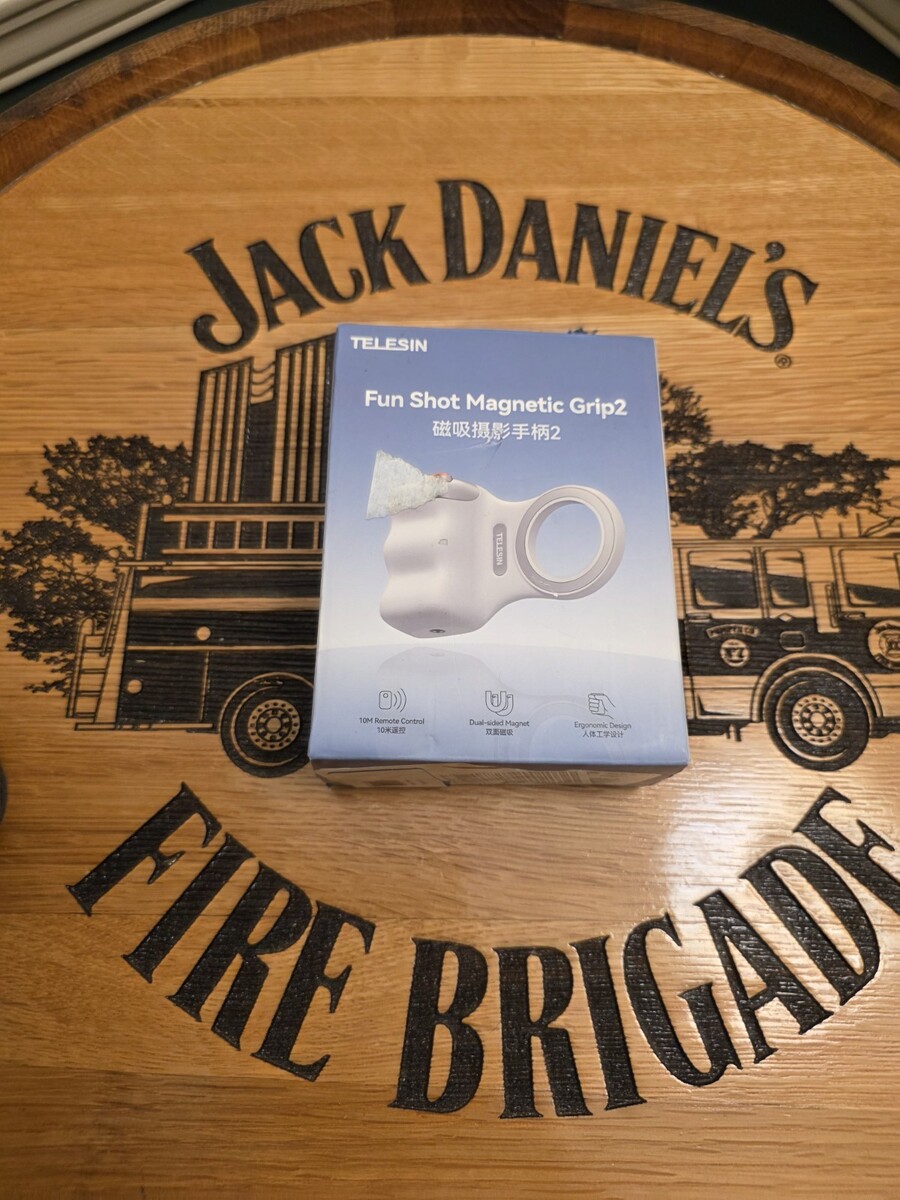 JACK DANIEL'S®
TELESIN
Fun Shot Magnetic Grip2
磁吸摄影手柄2
TELESIN
10M Remote Control
10米遥控
Dual-sided Magnet
双面磁吸
Ergonomic Design
人体工学设计
FIRE BRIGADE